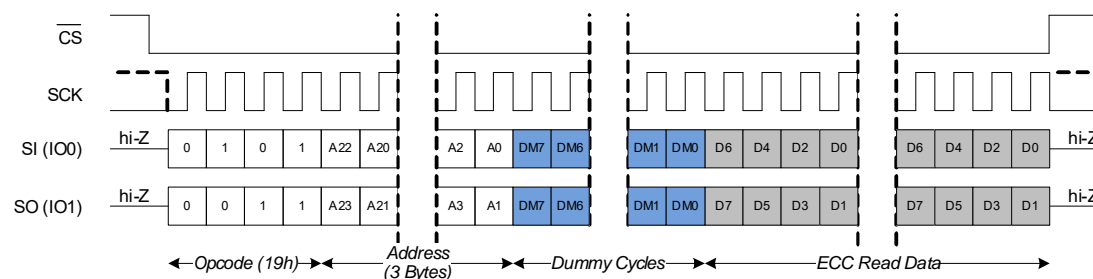 CS
SCK
SI (IO0) hi-Z 0 1 0 1 A22 A20 A2 A0 DM7 DM6 DM1 DM0 D6 D4 D2 D0 D6 D4 D2 D0 hi-Z
SO (IO1) hi-Z 0 0 1 1 A23 A21 A3 A1 DM7 DM6 DM1 DM0 D7 D5 D3 D1 D7 D5 D3 D1 hi-Z
Opcode (19h) Address Dummy Cycles ECC Read Data
(3 Bytes)